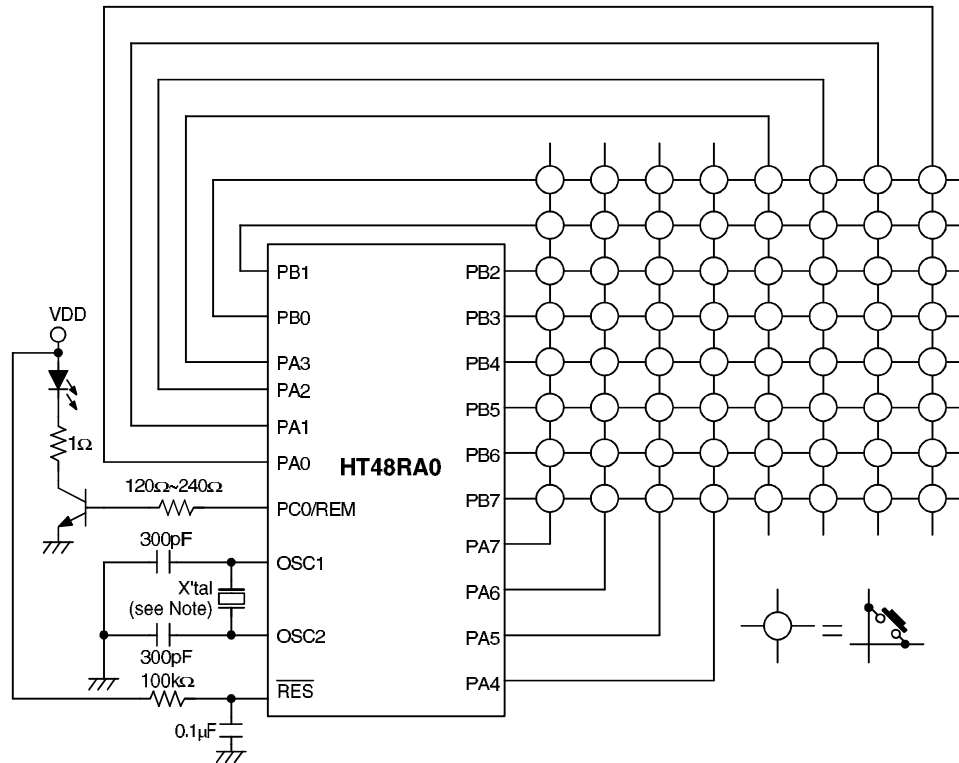 PB1
PB2
PB0
PB3
VDD
PA3
PB4
PA2
PA1
PB5
1Ω
PA0
HT48RA0
PB6
120Ω~240Ω
PC0/REM
PB7
300pF
OSC1
PA7
X'tal
(see Note)
PA6
OSC2
PA5
300pF
100kΩ
RES
PA4
0.1µF
=